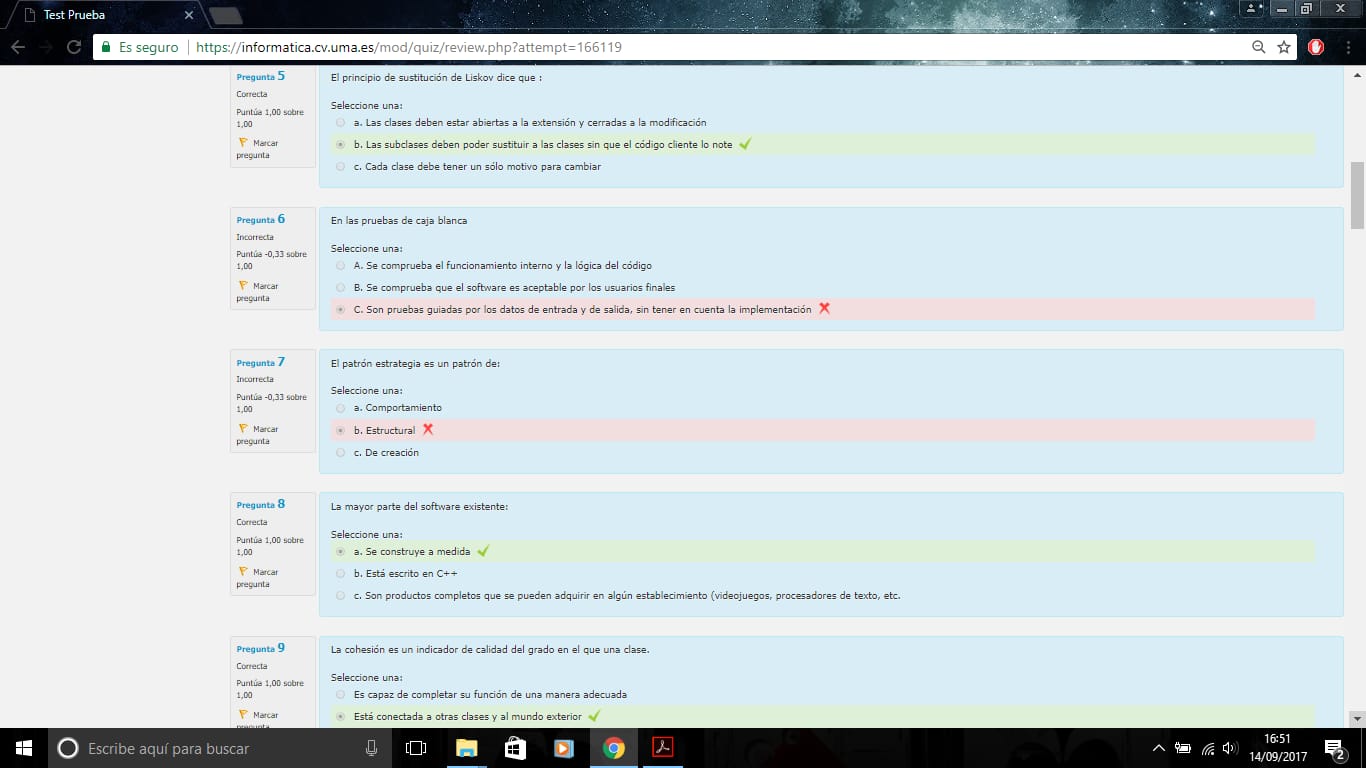 Test Prueba
Es seguro
https://informatica.cv.uma.es/mod/quiz/review.php?attempt=166119
Pregunta 5
Correcta
Puntúa 1,00 sobre
1,00
Marcar
pregunta
El principio de sustitución de Liskov dice que :
Seleccione una:
a. Las clases deben estar abiertas a la extensión y cerradas a la modificación
b. Las subclases deben poder sustituir a las clases sin que el código cliente lo note
c. Cada clase debe tener un sólo motivo para cambiar
Pregunta 6
Incorrecta
Puntúa -0,33 sobre
1,00
Marcar
pregunta
En las pruebas de caja blanca
Seleccione una:
A. Se comprueba el funcionamiento interno y la lógica del código
B. Se comprueba que el software es aceptable por los usuarios finales
C. Son pruebas guiadas por los datos de entrada y de salida, sin tener en cuenta la implementación
Pregunta 7
Incorrecta
Puntúa -0,33 sobre
1,00
Marcar
pregunta
El patrón estrategia es un patrón de:
Seleccione una:
a. Comportamiento
b. Estructural
c. De creación
Pregunta 8
Correcta
Puntúa 1,00 sobre
1,00
Marcar
pregunta
La mayor parte del software existente:
Seleccione una:
a. Se construye a medida
b. Está escrito en C++
c. Son productos completos que se pueden adquirir en algún establecimiento (videojuegos, procesadores de texto, etc.
Pregunta 9
Correcta
Puntúa 1,00 sobre
1,00
Marcar
pregunta
La cohesión es un indicador de calidad del grado en el que una clase.
Seleccione una:
Es capaz de completar su función de una manera adecuada
Está conectada a otras clases y al mundo exterior
Escribe aquí para buscar
16:51
14/09/2017
2